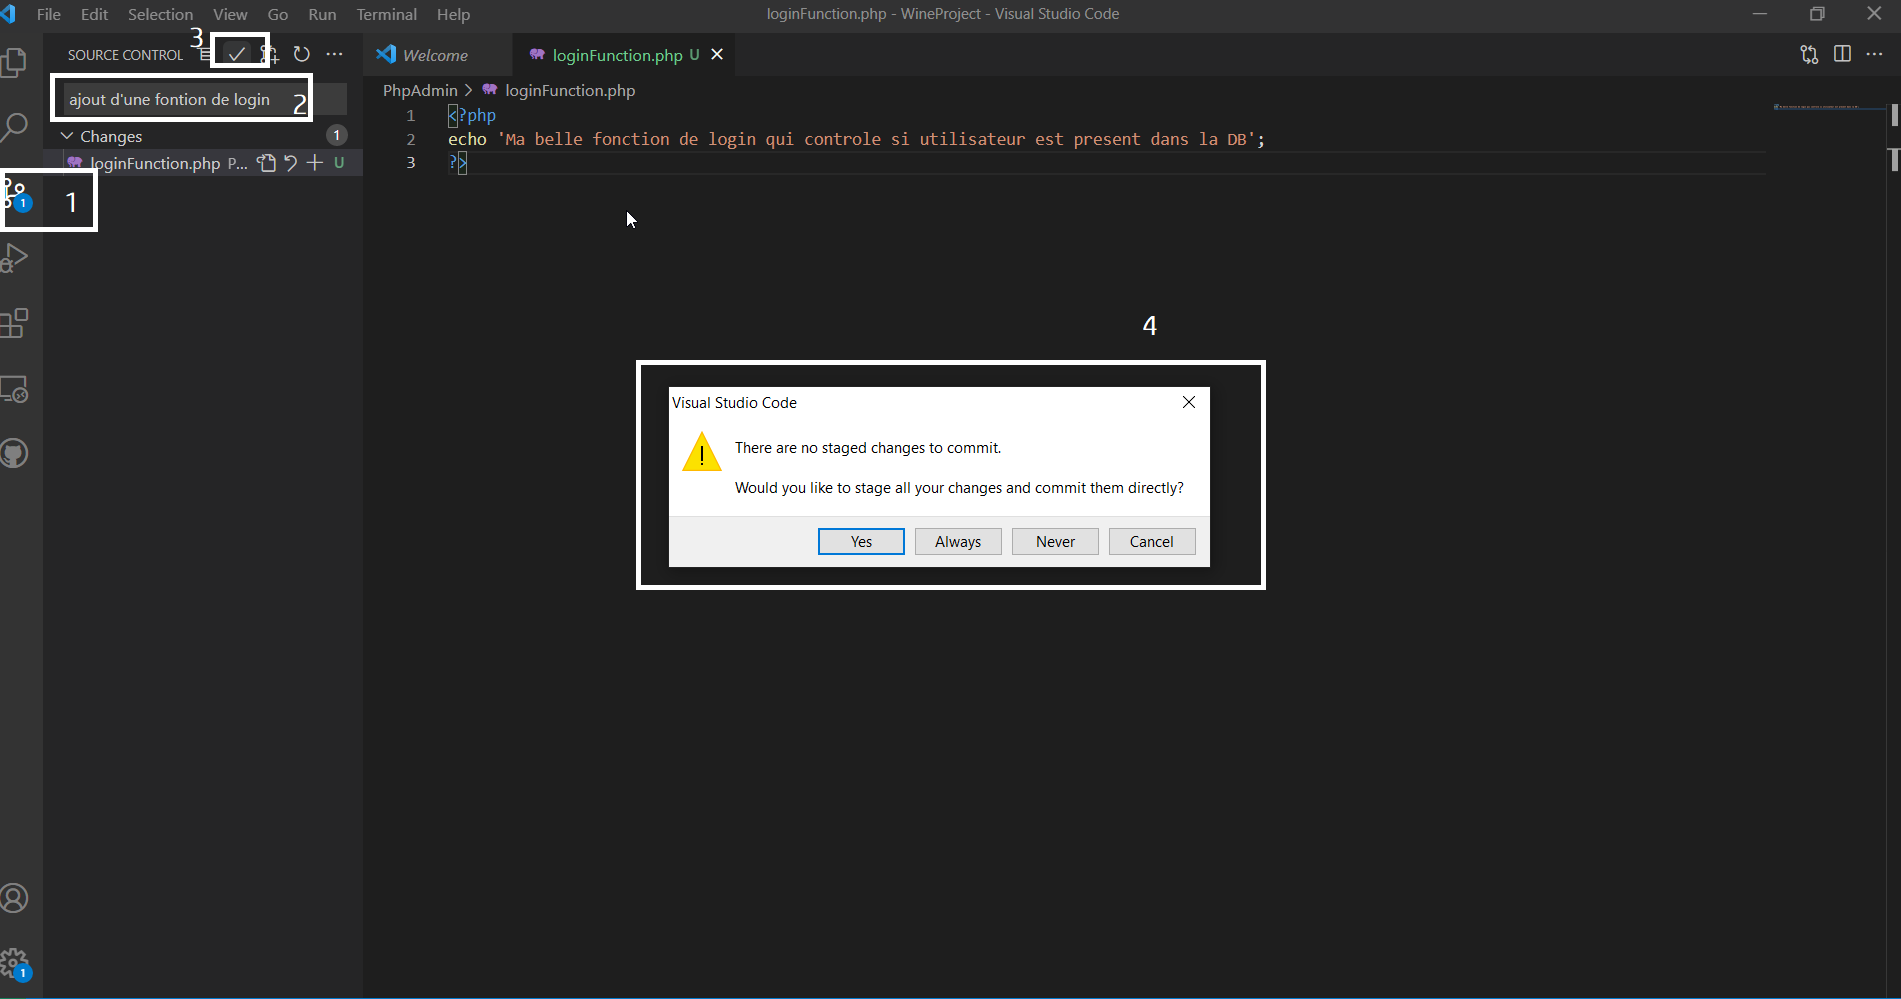 File Edit Selection View Go Run Terminal Help
loginFunction.php - WineProject - Visual Studio Code
3
SOURCE CONTROL
Welcome
loginFunction.php U
ajout d'une fontion de login 2
PhpAdmin > loginFunction.php
Changes 1
loginFunction.php P... U
1 <?php
2 echo 'Ma belle fonction de login qui controle si utilisateur est present dans la DB';
3 ?>
1
1
4
Visual Studio Code
There are no staged changes to commit.
Would you like to stage all your changes and commit them directly?
Yes Always Never Cancel
1